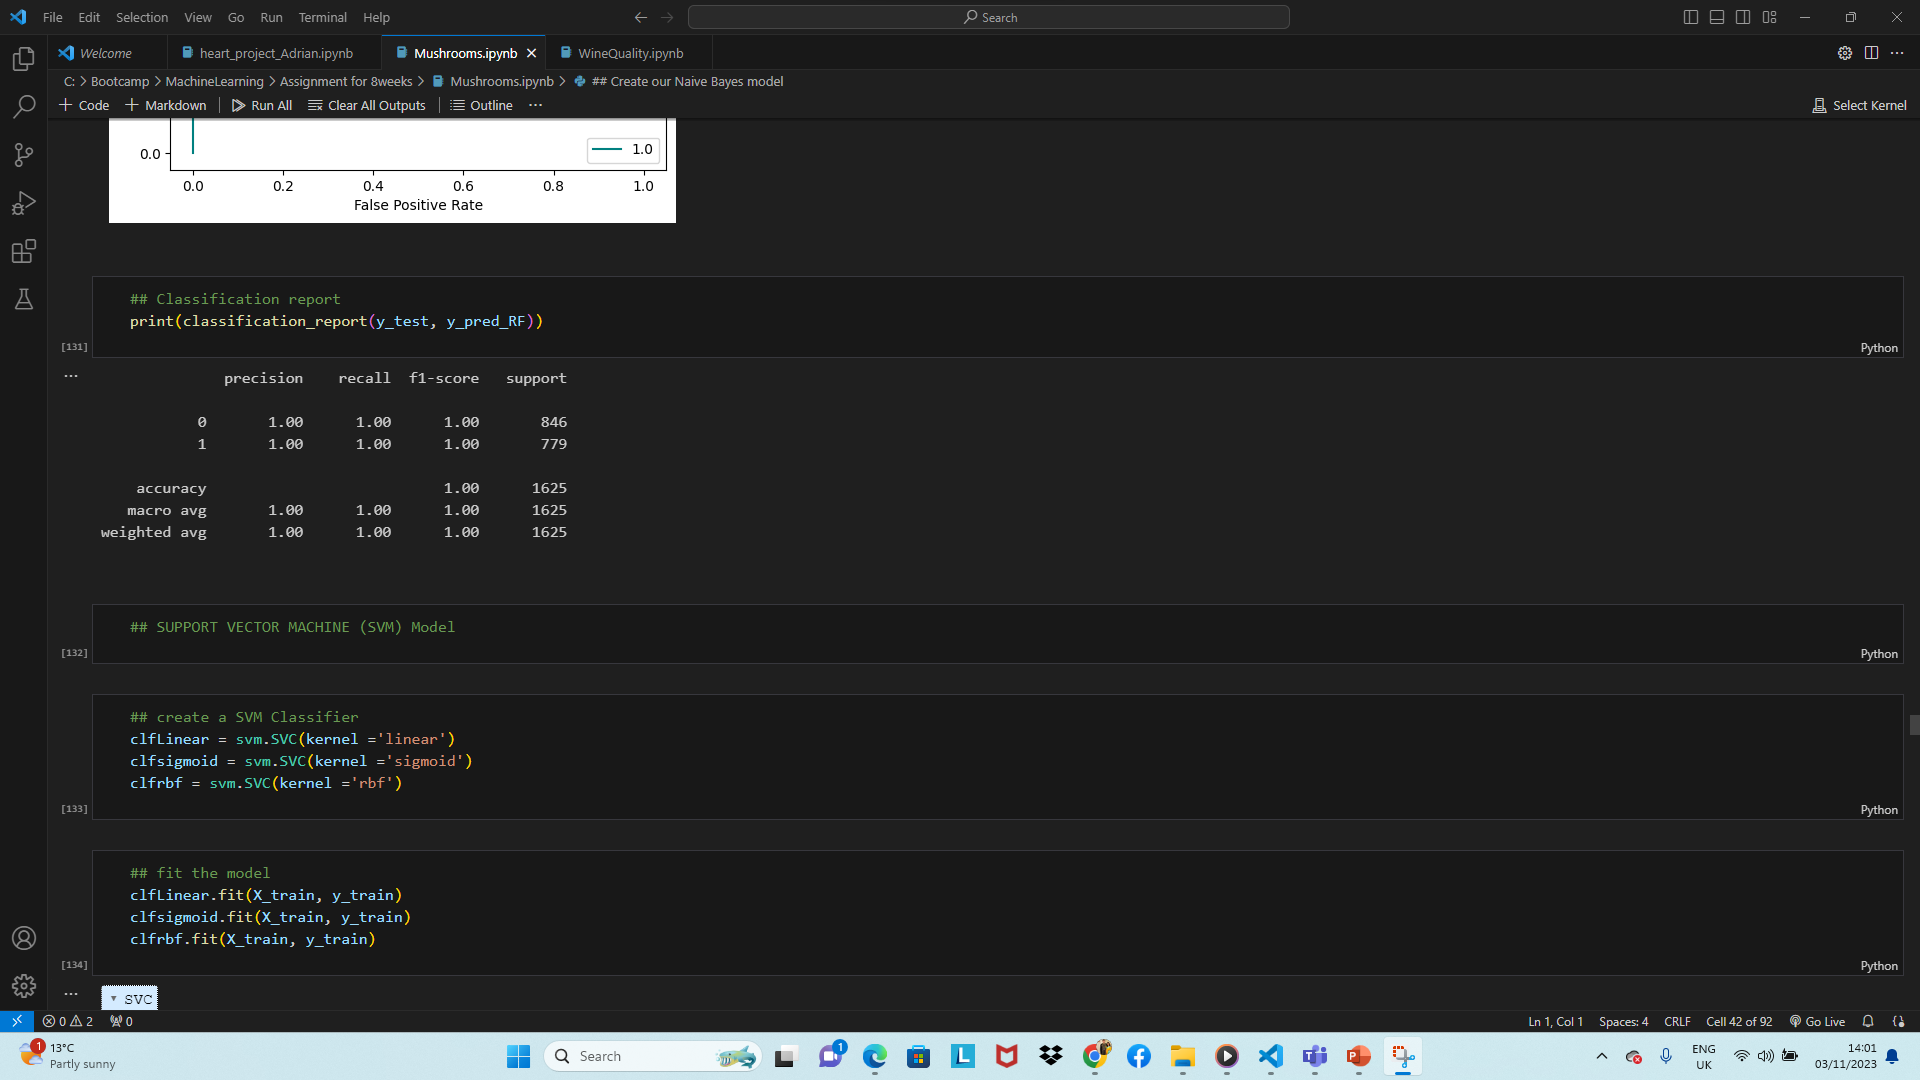 File Edit Selection View Go Run Terminal Help
Search
Welcome heart_project_Adrian.ipynb Mushrooms.ipynb WineQuality.ipynb
C: > Bootcamp > MachineLearning > Assignment for 8weeks > Mushrooms.ipynb > ## Create our Naive Bayes model
+ Code + Markdown Run All Clear All Outputs Outline ... Select Kernel
0.0
1.0
0.0 0.2 0.4 0.6 0.8 1.0
False Positive Rate
## Classification report
print(classification_report(y_test, y_pred_RF))
[131]
Python
...
precision recall f1-score support
0 1.00 1.00 1.00 846
1 1.00 1.00 1.00 779
accuracy 1.00 1625
macro avg 1.00 1.00 1.00 1625
weighted avg 1.00 1.00 1.00 1625
## SUPPORT VECTOR MACHINE (SVM) Model
[132]
Python
## create a SVM Classifier
clfLinear = svm.SVC(kernel ='linear')
clfsigmoid = svm.SVC(kernel ='sigmoid')
clfrbf = svm.SVC(kernel ='rbf')
[133]
Python
## fit the model
clfLinear.fit(X_train, y_train)
clfsigmoid.fit(X_train, y_train)
clfrbf.fit(X_train, y_train)
[134]
Python
...
▾ SVC
0 2 0 Ln 1, Col 1 Spaces: 4 CRLF Cell 42 of 92 Go Live
1
13°C
Partly sunny
Search
1
L
P
ENG
UK
14:01
03/11/2023